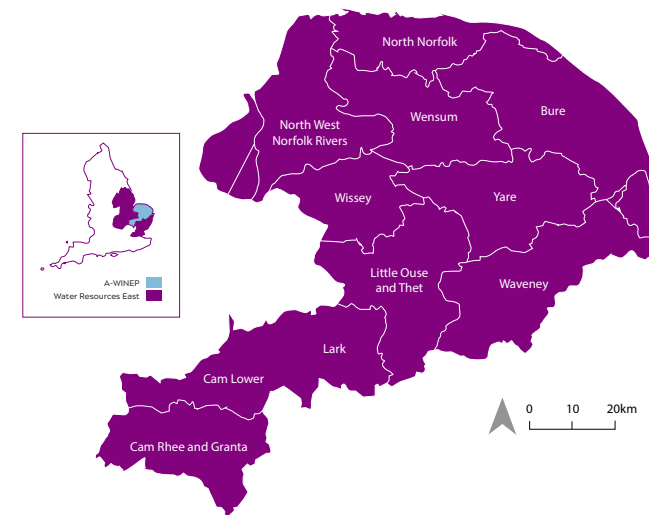 North Norfolk
Bure
Wensum
North West
Norfolk Rivers
Wissey
Yare
Little Ouse
and Thet
Waveney
A-WINEP
Water Resources East
Lark
Cam Lower
0 10 20km
Cam Rhee and Granta